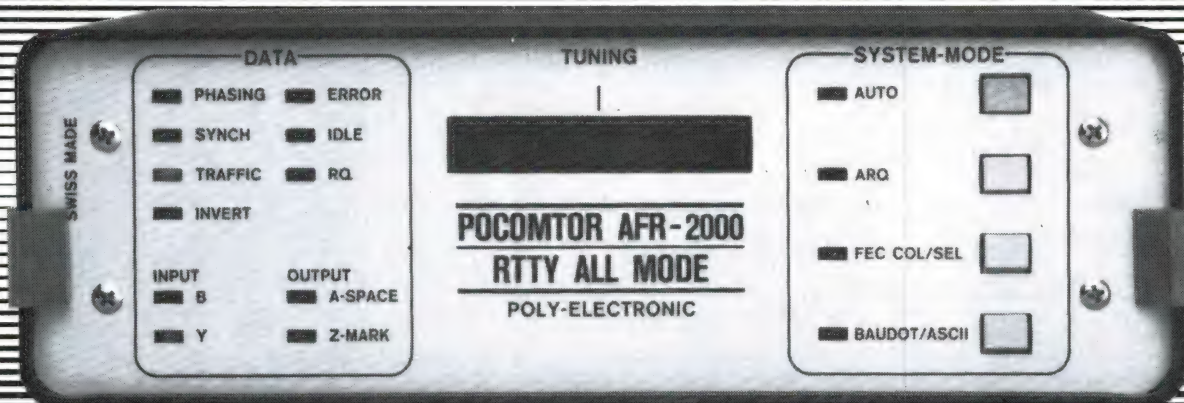 SWISS MADE
DATA
PHASING ERROR
SYNCH IDLE
TRAFFIC RQ
INVERT
INPUT OUTPUT
B A-SPACE
Y Z-MARK
TUNING
POCOMTOR AFR-2000
RTTY ALL MODE
POLY-ELECTRONIC
SYSTEM-MODE
AUTO
ARQ
FEC COL/SEL
BAUDOT/ASCII